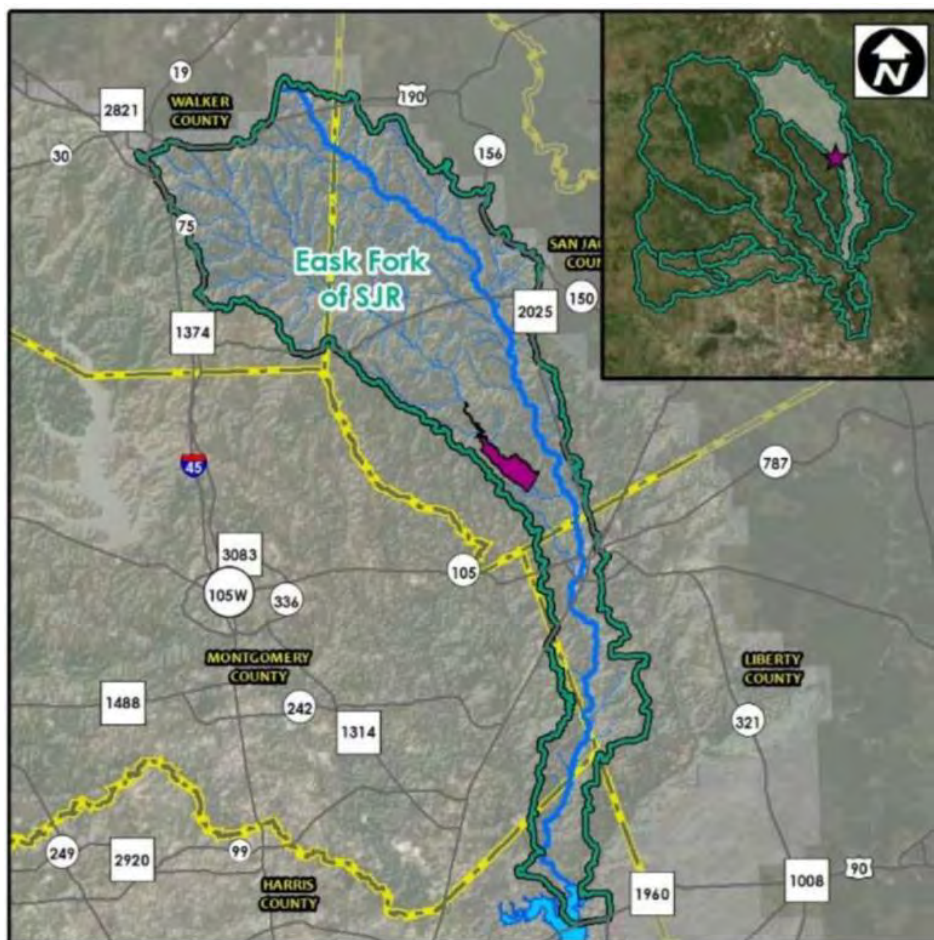 N
19
2821
WALKER
COUNTY
190
30
156
75
Eask Fork
of SJR
SAN JA
COUN
150
2025
1374
45
787
3083
105
105W
336
MONTGOMERY
COUNTY
LIBERTY
COUNTY
1488
242
321
1314
249
2920
99
HARRIS
COUNTY
1960
1008
90